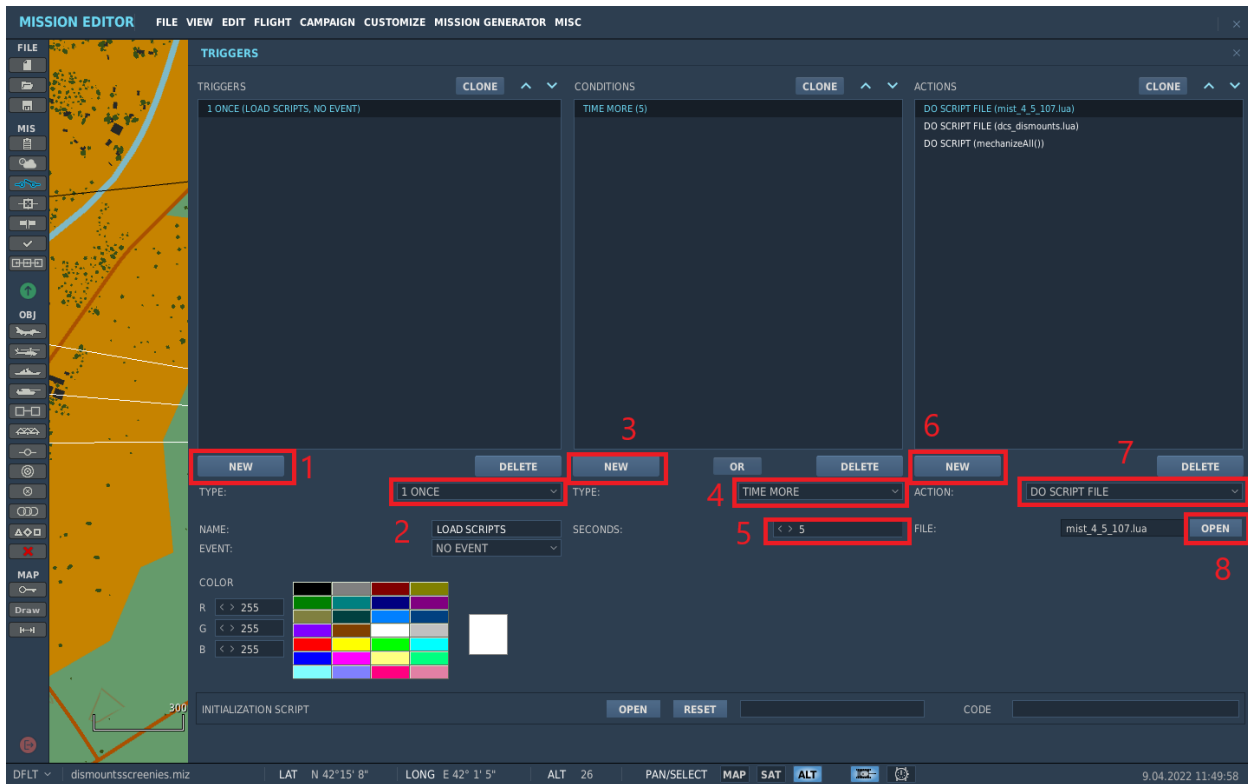 MISSION EDITOR FILE VIEW EDIT FLIGHT CAMPAIGN CUSTOMIZE MISSION GENERATOR MISC
FILE
MIS
OBJ
MAP
Draw
300
TRIGGERS
TRIGGERS CLONE
1 ONCE (LOAD SCRIPTS, NO EVENT)
CONDITIONS CLONE
TIME MORE (5)
ACTIONS CLONE
DO SCRIPT FILE (mist_4_5_107.lua)
DO SCRIPT FILE (dcs_dismounts.lua)
DO SCRIPT (mechanizeAll())
3 6
NEW 1 DELETE NEW OR DELETE NEW 7 DELETE
TYPE: 1 ONCE TYPE: 4 TIME MORE ACTION: DO SCRIPT FILE
NAME: 2 LOAD SCRIPTS SECONDS: 5 < > 5 FILE: mist_4_5_107.lua OPEN
EVENT: NO EVENT 8
COLOR
R < > 255
G < > 255
B < > 255
INITIALIZATION SCRIPT OPEN RESET CODE
DFLT dismountsscreenies.miz LAT N 42°15' 8" LONG E 42° 1' 5" ALT 26 PAN/SELECT MAP SAT ALT 9.04.2022 11:49:58